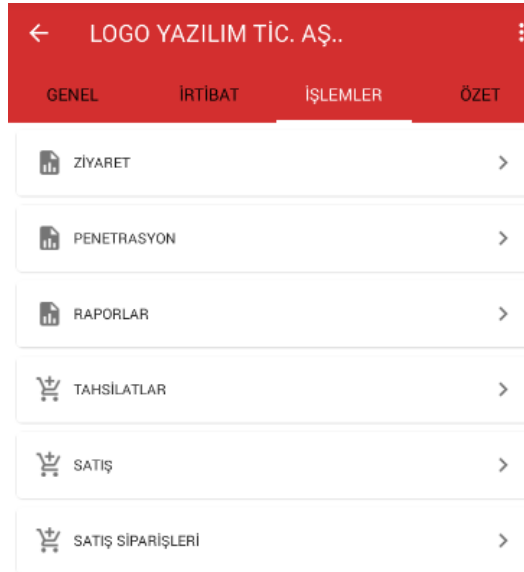 LOGO YAZILIM TİC. AŞ..
GENEL İRTİBAT İŞLEMLER ÖZET
ZİYARET
PENETRASYON
RAPORLAR
TAHSİLATLAR
SATIŞ
SATIŞ SİPARİŞLERİ